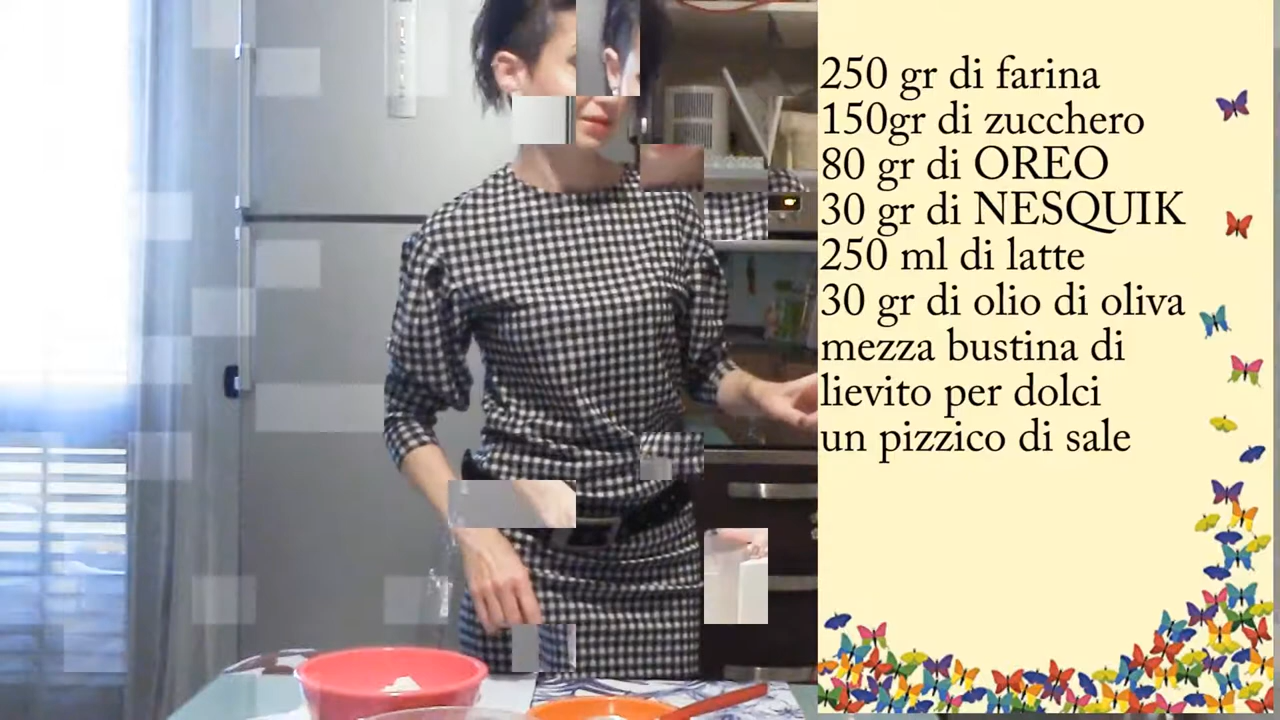 250 gr di farina
150gr di zucchero
80 gr di OREO
30 gr di NESQUIK
250 ml di latte
30 gr di olio di oliva
mezza bustina di
lievito per dolci
un pizzico di sale